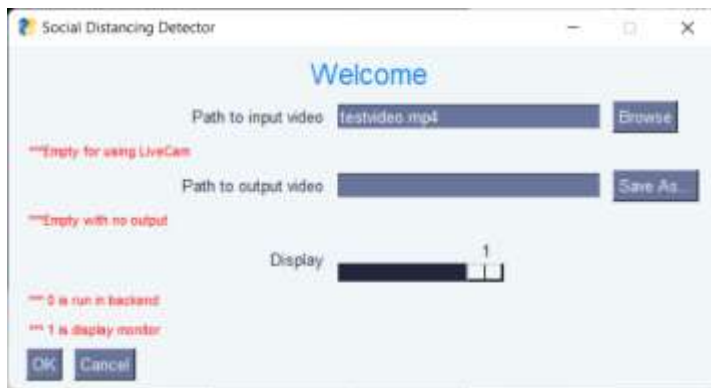 Social Distancing Detector
Welcome
Path to input video testvideo.mp4 Browse
***Empty for using LiveCam
Path to output video Save As...
***Empty with no output
1
Display
*** 0 is run in backend
*** 1 is display monitor
OK Cancel